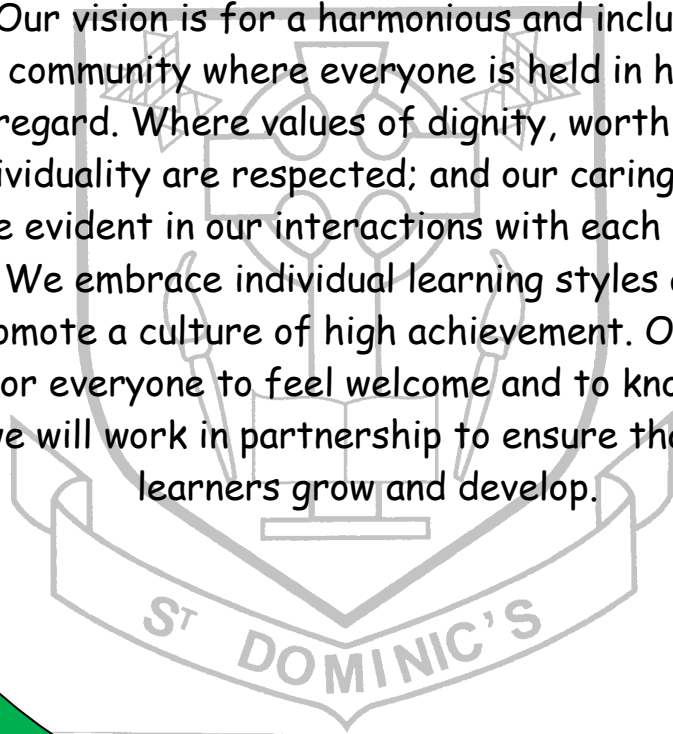 Our vision is for a harmonious and inclu
community where everyone is held in h
regard. Where values of dignity, worth
ividuality are respected; and our caring
e evident in our interactions with each
We embrace individual learning styles
omote a culture of high achievement. O
or everyone to feel welcome and to kno
we will work in partnership to ensure tha
learners grow and develop.
ST DOMINIC'S